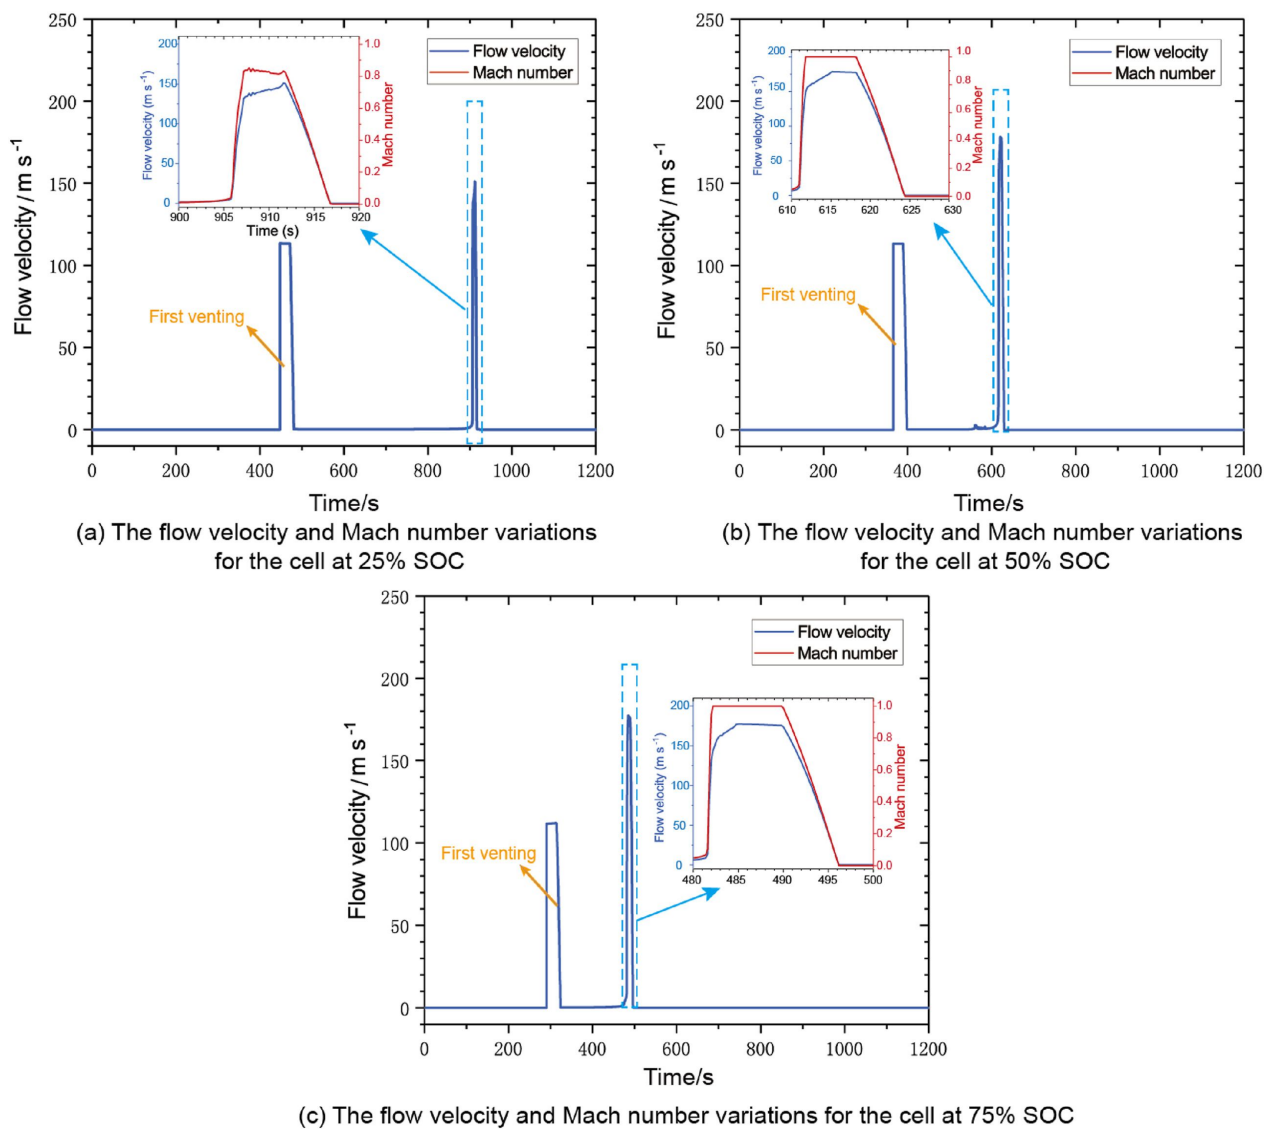 250
200
150
100
50
0
Flow velocity / m s⁻¹
0 200 400 600 800 1000 1200
Time/s
Flow velocity
Mach number
First venting
200
150
100
50
0
Flow velocity (m s⁻¹)
1.0
0.8
0.6
0.4
0.2
0.0
Mach number
900 905 910 915 920
Time (s)
(a) The flow velocity and Mach number variations
for the cell at 25% SOC
250
200
150
100
50
0
Flow velocity / m s⁻¹
0 200 400 600 800 1000 1200
Time/s
Flow velocity
Mach number
First venting
200
150
100
50
0
Flow velocity (m s⁻¹)
1.0
0.8
0.6
0.4
0.2
0.0
Mach number
610 615 620 625 630
(b) The flow velocity and Mach number variations
for the cell at 50% SOC
250
200
150
100
50
0
Flow velocity / m s⁻¹
0 200 400 600 800 1000 1200
Time/s
Flow velocity
Mach number
First venting
200
150
100
50
0
Flow velocity (m s⁻¹)
1.0
0.8
0.6
0.4
0.2
0.0
Mach number
480 485 490 495 500
(c) The flow velocity and Mach number variations for the cell at 75% SOC